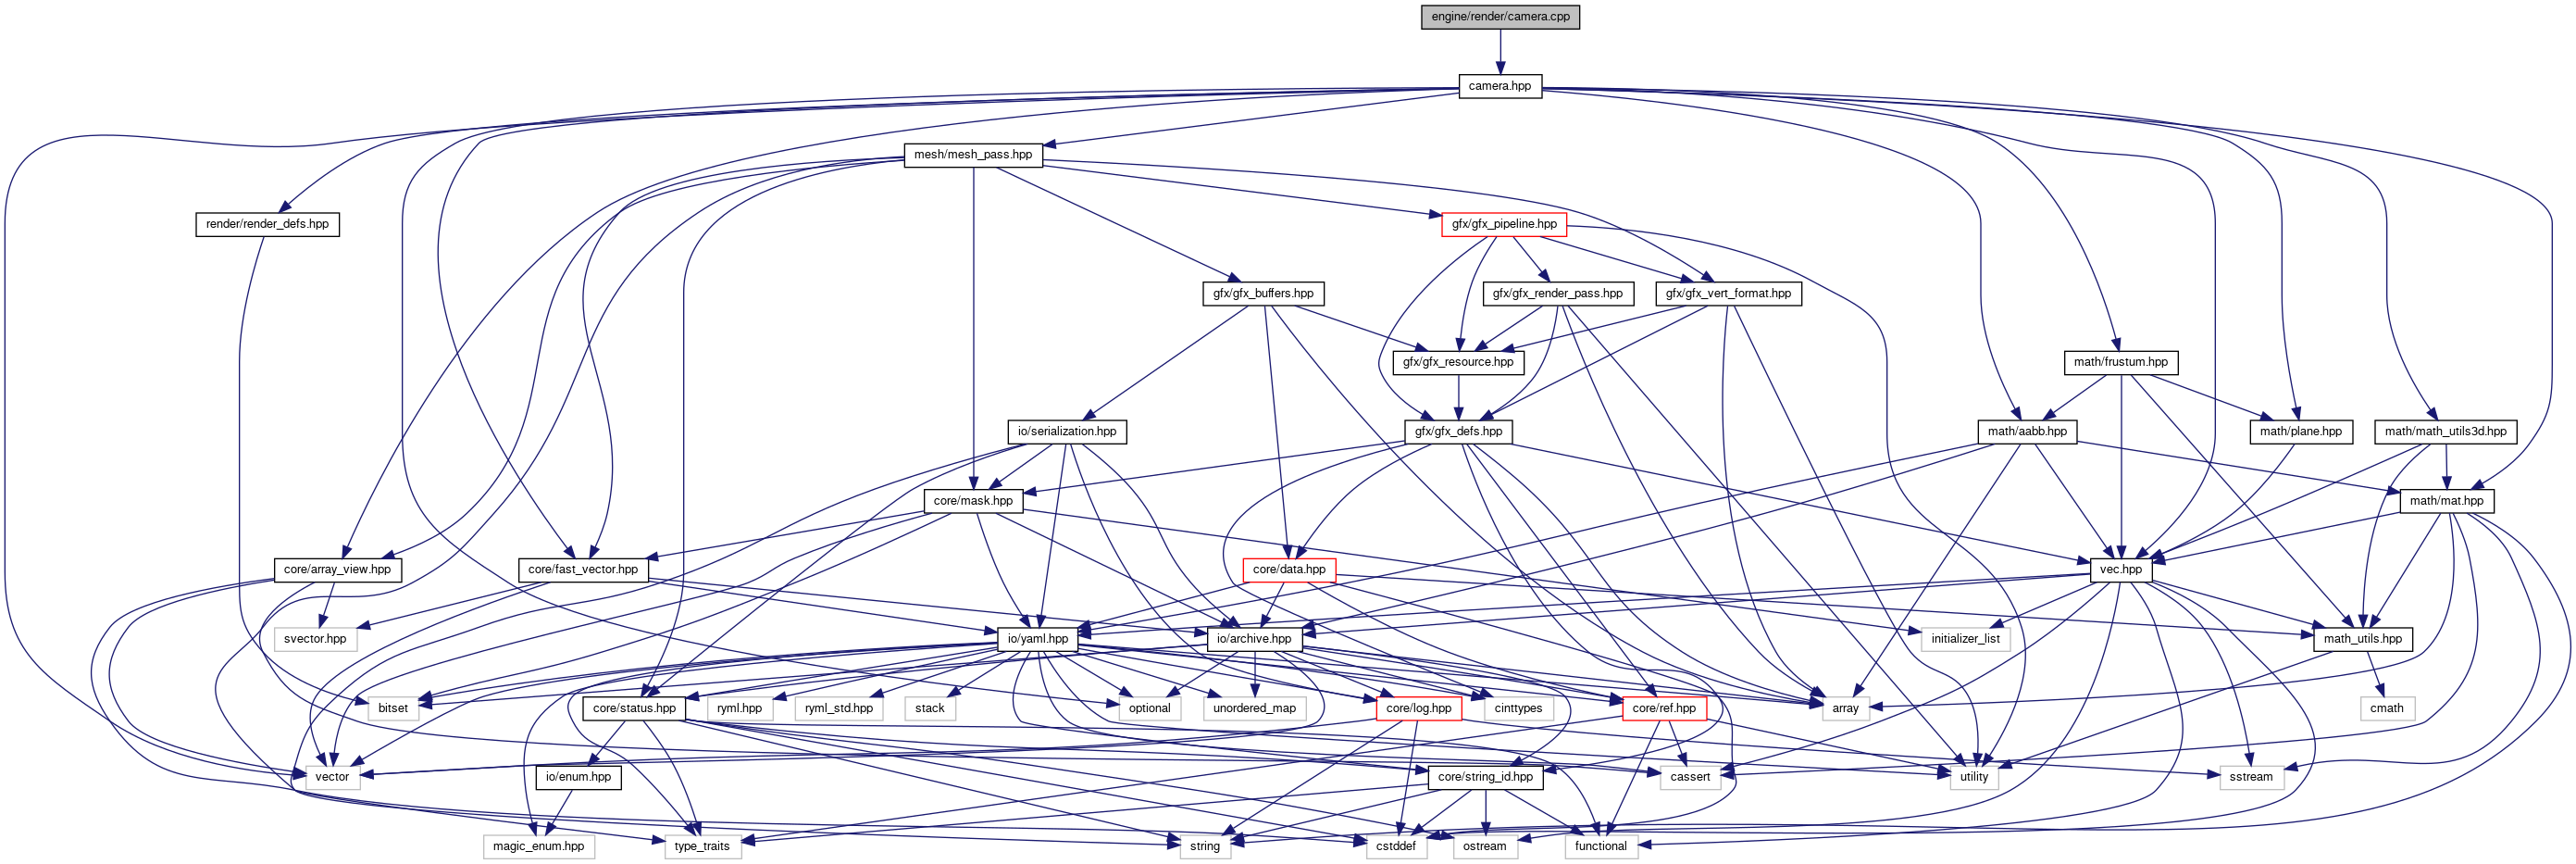 engine/render/camera.cpp
camera.hpp
mesh/mesh_pass.hpp
render/render_defs.hpp
gfx/gfx_pipeline.hpp
gfx/gfx_buffers.hpp
gfx/gfx_render_pass.hpp
gfx/gfx_vert_format.hpp
gfx/gfx_resource.hpp
math/frustum.hpp
io/serialization.hpp
gfx/gfx_defs.hpp
math/aabb.hpp
math/plane.hpp
math/math_utils3d.hpp
core/mask.hpp
math/mat.hpp
core/array_view.hpp
core/fast_vector.hpp
core/data.hpp
vec.hpp
svector.hpp
io/yaml.hpp
io/archive.hpp
initializer_list
math_utils.hpp
bitset
core/status.hpp
ryml.hpp
ryml_std.hpp
stack
optional
unordered_map
core/log.hpp
cinttypes
core/ref.hpp
array
cmath
vector
io/enum.hpp
cassert
core/string_id.hpp
utility
sstream
magic_enum.hpp
type_traits
string
cstddef
ostream
functional